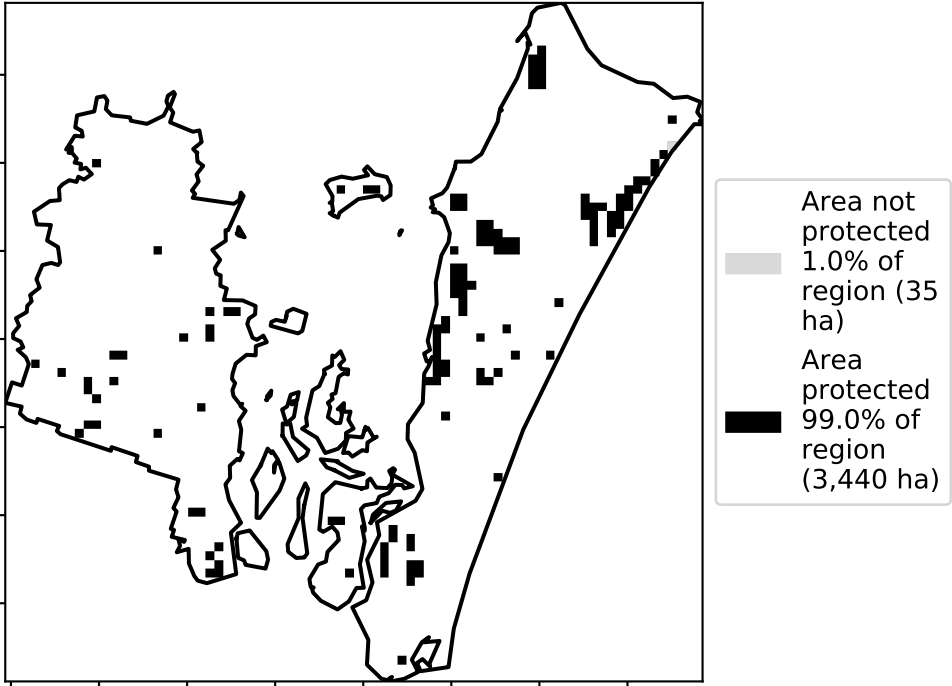 Area not
protected
1.0% of
region (35
ha)
Area
protected
99.0% of
region
(3,440 ha)